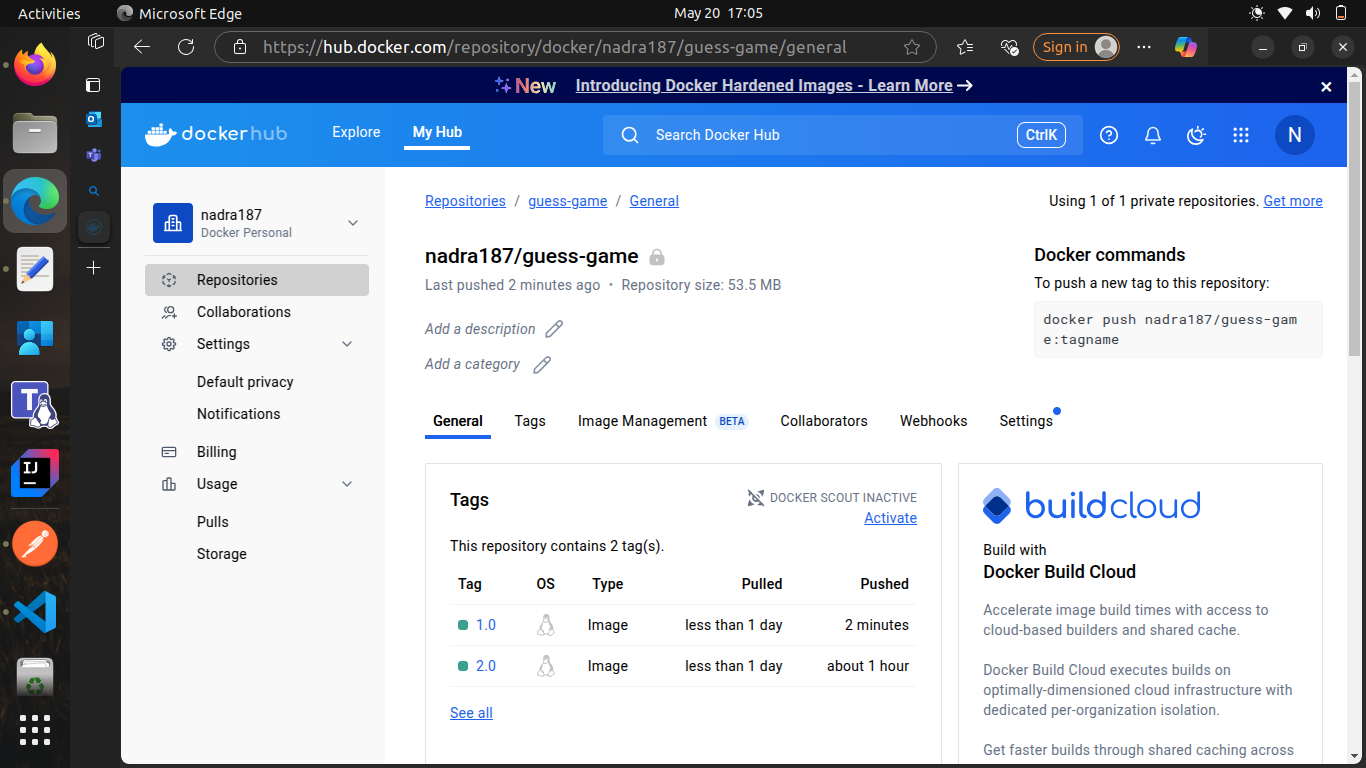 Activities
Microsoft Edge
May 20 17:05
https://hub.docker.com/repository/docker/nadra187/guess-game/general
Sign in
New Introducing Docker Hardened Images - Learn More
dockerhub
Explore
My Hub
Search Docker Hub
CtrlK
N
nadra187
Docker Personal
Repositories
Collaborations
Settings
Default privacy
Notifications
Billing
Usage
Pulls
Storage
Repositories / guess-game / General
Using 1 of 1 private repositories. Get more
nadra187/guess-game
Last pushed 2 minutes ago • Repository size: 53.5 MB
Add a description
Add a category
Docker commands
To push a new tag to this repository:
docker push nadra187/guess-gam
e:tagname
General
Tags
Image Management BETA
Collaborators
Webhooks
Settings
Tags
DOCKER SCOUT INACTIVE
Activate
This repository contains 2 tag(s).
Tag OS Type Pulled Pushed
1.0 Image less than 1 day 2 minutes
2.0 Image less than 1 day about 1 hour
See all
buildcloud
Build with
Docker Build Cloud
Accelerate image build times with access to
cloud-based builders and shared cache.
Docker Build Cloud executes builds on
optimally-dimensioned cloud infrastructure with
dedicated per-organization isolation.
Get faster builds through shared caching across
T
IJ